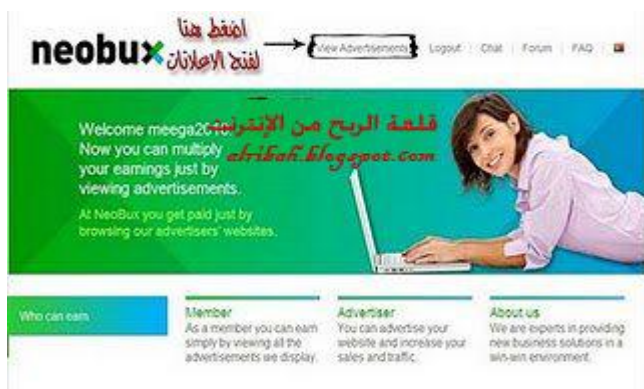 neobux
اضغط هنا
لفتح الاعلانات
View Advertisements | Logout | Chat | Forum | FAQ
قلعة الربح من الإنترنت
alribah.blogspot.com
Welcome meega2010!
Now you can multiply
your earnings just by
viewing advertisements.
At NeoBux you get paid just by
browsing our advertisers' websites.
Who can earn
Member
As a member you can earn
simply by viewing all the
advertisements we display.
Advertiser
You can advertise your
website and increase your
sales and traffic.
About us
We are experts in providing
new business solutions in a
win-win environment.